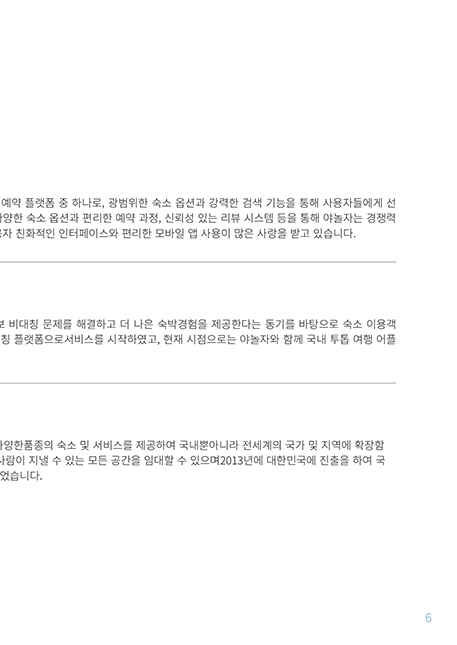 예약 플랫폼 중 하나로, 광범위한 숙소 옵션과 강력한 검색 기능을 통해 사용자들에게 선
다양한 숙소 옵션과 편리한 예약 과정, 신뢰성 있는 리뷰 시스템 등을 통해 야놀자는 경쟁력
용자 친화적인 인터페이스와 편리한 모바일 앱 사용이 많은 사랑을 받고 있습니다.
보 비대칭 문제를 해결하고 더 나은 숙박경험을 제공한다는 동기를 바탕으로 숙소 이용객
칭 플랫폼으로서비스를 시작하였고, 현재 시점으로는 야놀자와 함께 국내 투톱 여행 어플
다양한품종의 숙소 및 서비스를 제공하여 국내뿐아니라 전세계의 국가 및 지역에 확장함
사람이 지낼 수 있는 모든 공간을 임대할 수 있으며2013년에 대한민국에 진출을 하여 국
었습니다.
6